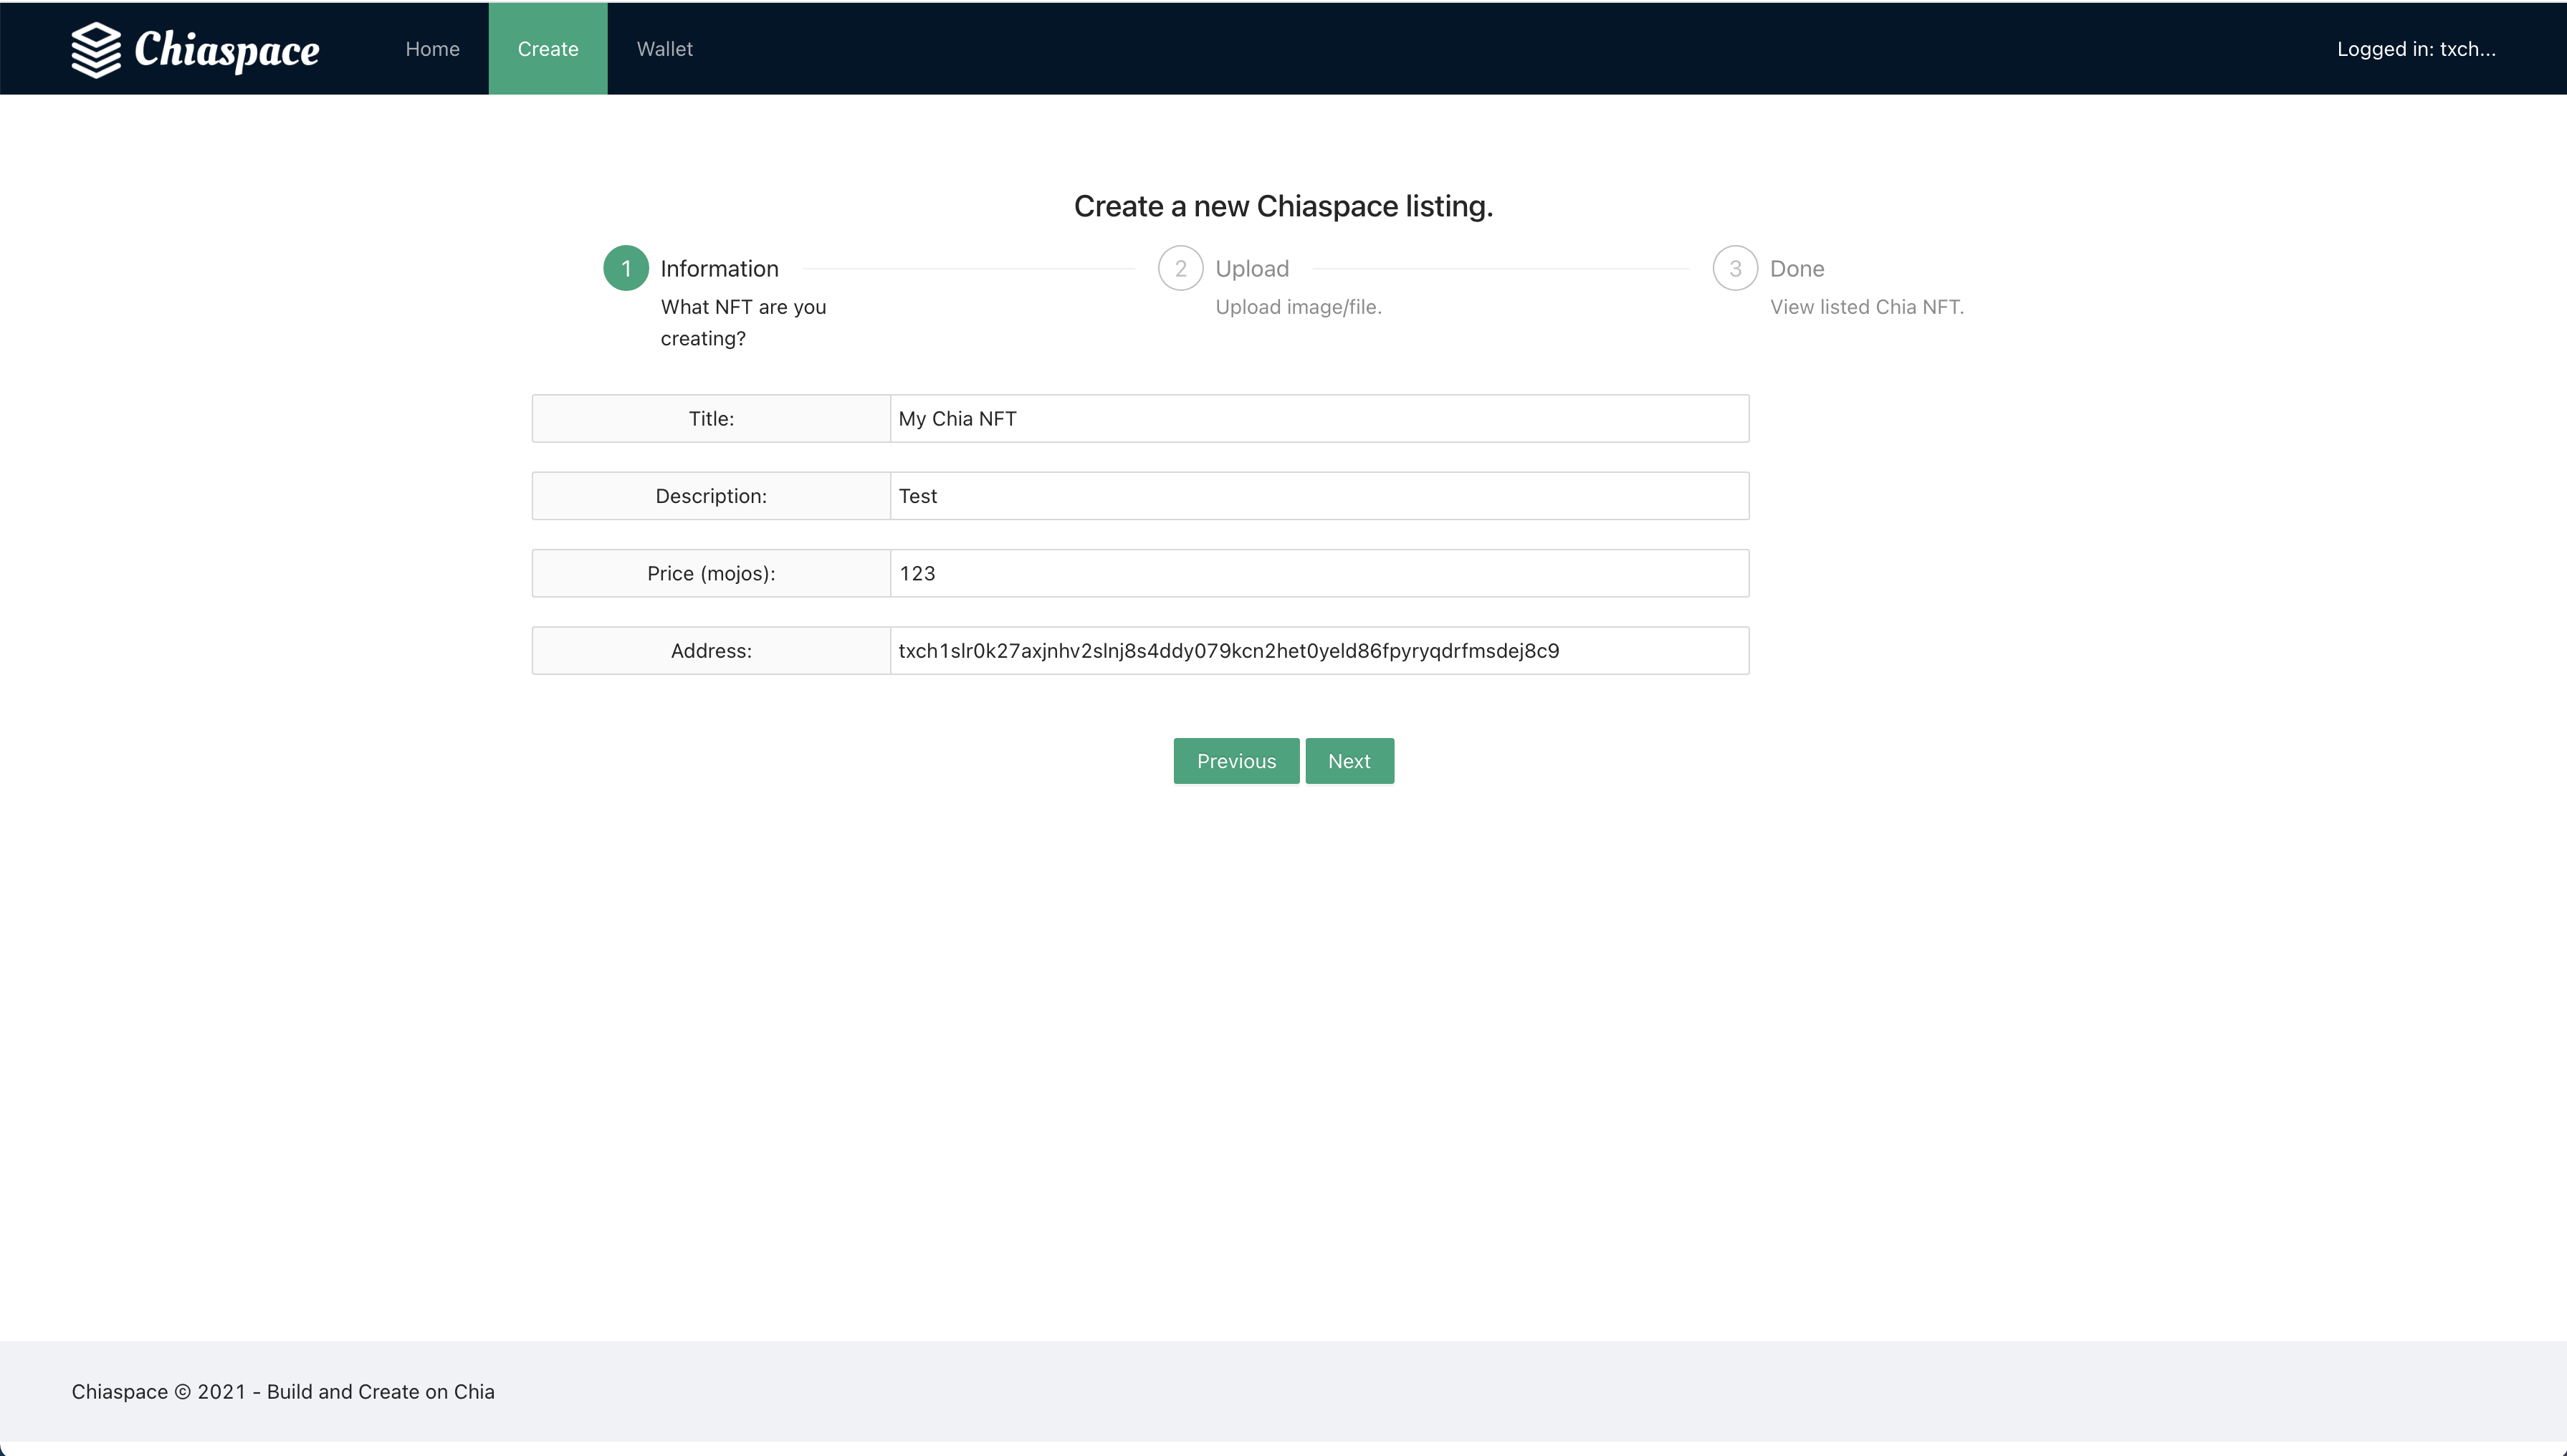 Chiaspace Home Create Wallet Logged in: txch...
Create a new Chiaspace listing.
1 Information 2 Upload 3 Done
What NFT are you creating? Upload image/file. View listed Chia NFT.
Title: My Chia NFT
Description: Test
Price (mojos): 123
Address: txch1slr0k27axjnhv2slnj8s4ddy079kcn2het0yeld86fpyryqdrfmsdej8c9
Previous Next
Chiaspace © 2021 - Build and Create on Chia